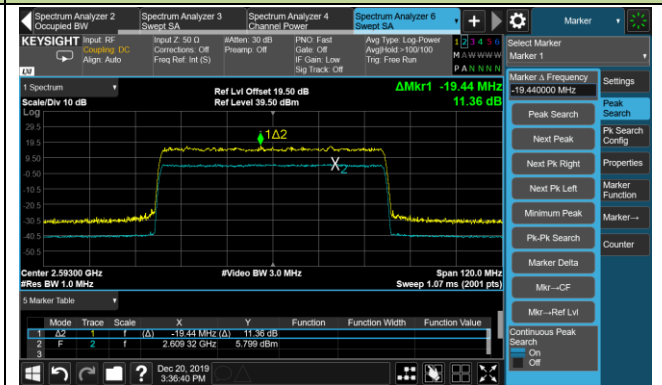 Spectrum Analyzer 2
Occupied BW
Spectrum Analyzer 3
Swept SA
Spectrum Analyzer 4
Channel Power
Spectrum Analyzer 6
Swept SA
+
Marker
KEYSIGHT
Input: RF
Coupling: DC
Align: Auto
Input Z: 50 Ω
Corrections: Off
Freq Ref: Int (S)
#Atten: 30 dB
Preamp: Off
PNO: Fast
Gate: Off
IF Gain: Low
Sig Track: Off
Avg Type: Log-Power
Avg|Hold:>100/100
Trig: Free Run
1 2 3 4 5 6
M A W W W W
P A N N N N
LXI
Select Marker
Marker 1
1 Spectrum
Scale/Div 10 dB
Log
Ref Lvl Offset 19.50 dB
Ref Level 39.50 dBm
ΔMkr1 -19.44 MHz
11.36 dB
29.5
19.5
9.50
-0.50
-10.5
-20.5
-30.5
-40.5
-50.5
1Δ2
X2
Center 2.59300 GHz
#Res BW 1.0 MHz
#Video BW 3.0 MHz
Span 120.0 MHz
Sweep 1.07 ms (2001 pts)
5 Marker Table
Mode Trace Scale X Y Function Function Width Function Value
1 Δ2 1 f (Δ) -19.44 MHz (Δ) 11.36 dB
2 F 2 f 2.609 32 GHz 5.799 dBm
3
Dec 20, 2019
3:36:40 PM
Marker Δ Frequency
-19.440000 MHz
Peak Search
Next Peak
Next Pk Right
Next Pk Left
Minimum Peak
Pk-Pk Search
Marker Delta
Mkr→CF
Mkr→Ref Lvl
Continuous Peak
Search
On
Off
Settings
Peak
Search
Pk Search
Config
Properties
Marker
Function
Marker→
Counter